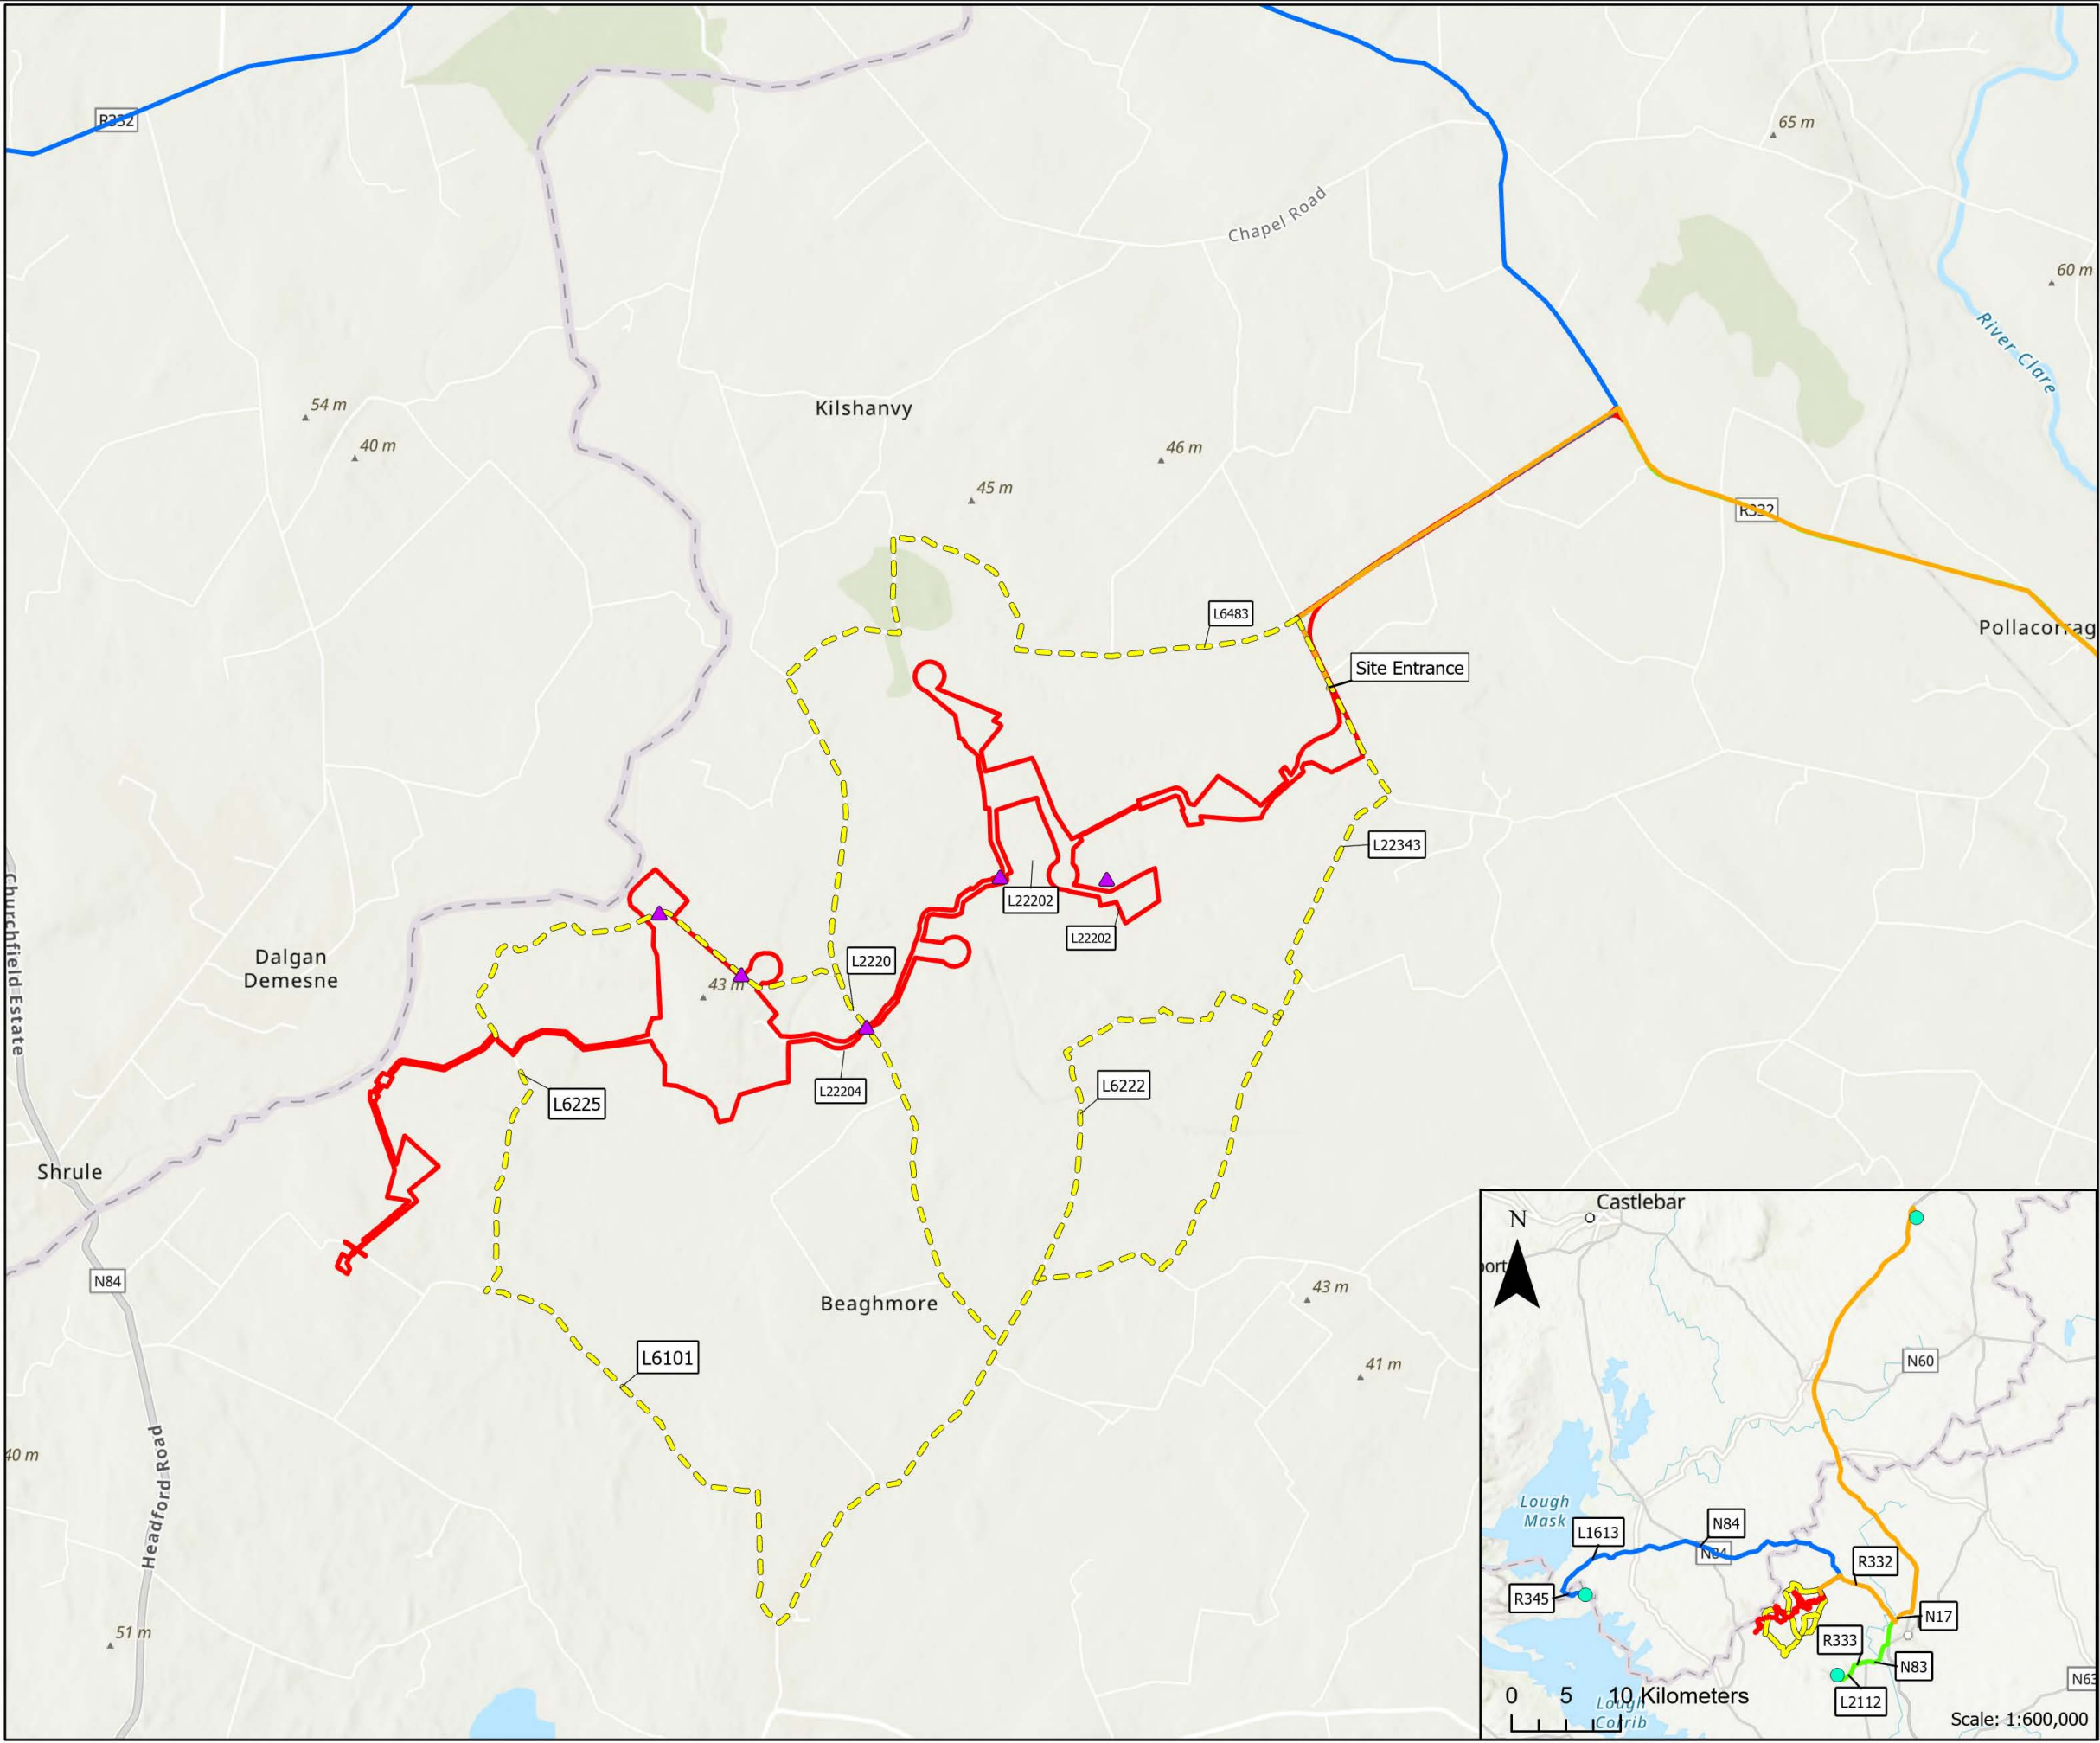 R332
65 m
Chapel Road
60 m
River Clare
54 m
Kilshanvy
40 m
46 m
45 m
R332
L6483
Pollacorrag
Site Entrance
L22343
Churchfield Estate
L22202
L22202
Dalgan
Demesne
L2220
43 m
L22204
L6222
L6225
Shrule
N84
Beaghmore
43 m
L6101
41 m
40 m
Headford Road
51 m
Castlebar
N
port
N60
Lough
Mask
L1613
N84
N84
R332
R345
N17
R333
N83
L2112
N63
0 5 10 Kilometers
Lough
Corrib
Scale: 1:600,000